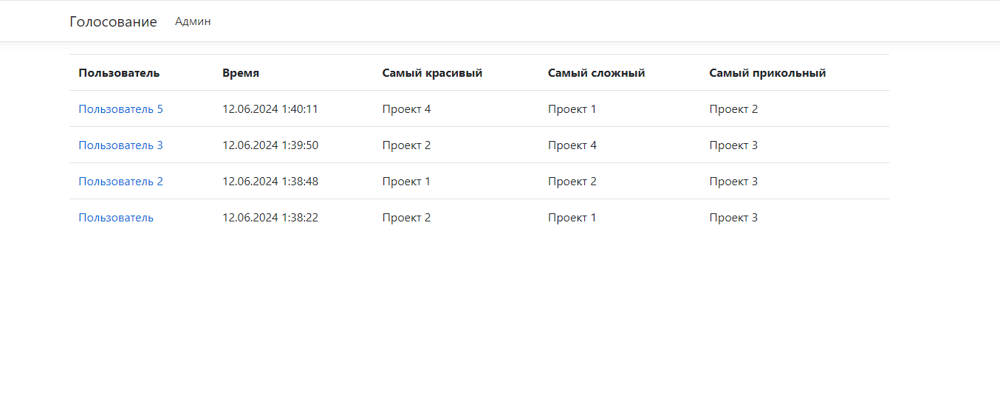 Голосование Админ
Пользователь Время Самый красивый Самый сложный Самый прикольный
Пользователь 5 12.06.2024 1:40:11 Проект 4 Проект 1 Проект 2
Пользователь 3 12.06.2024 1:39:50 Проект 2 Проект 4 Проект 3
Пользователь 2 12.06.2024 1:38:48 Проект 1 Проект 2 Проект 3
Пользователь 12.06.2024 1:38:22 Проект 2 Проект 1 Проект 3